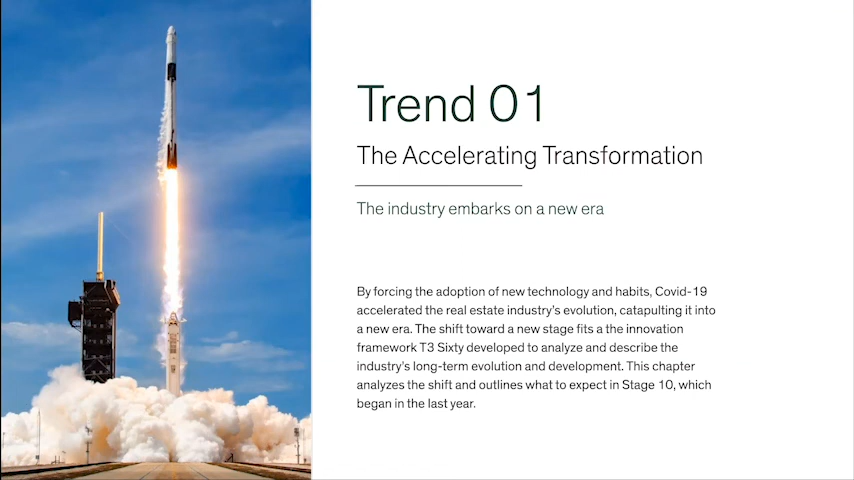 Trend 01
The Accelerating Transformation
The industry embarks on a new era
By forcing the adoption of new technology and habits, Covid-19
accelerated the real estate industry's evolution, catapulting it into
a new era. The shift toward a new stage fits a the innovation
framework T3 Sixty developed to analyze and describe the
industry's long-term evolution and development. This chapter
analyzes the shift and outlines what to expect in Stage 10, which
began in the last year.